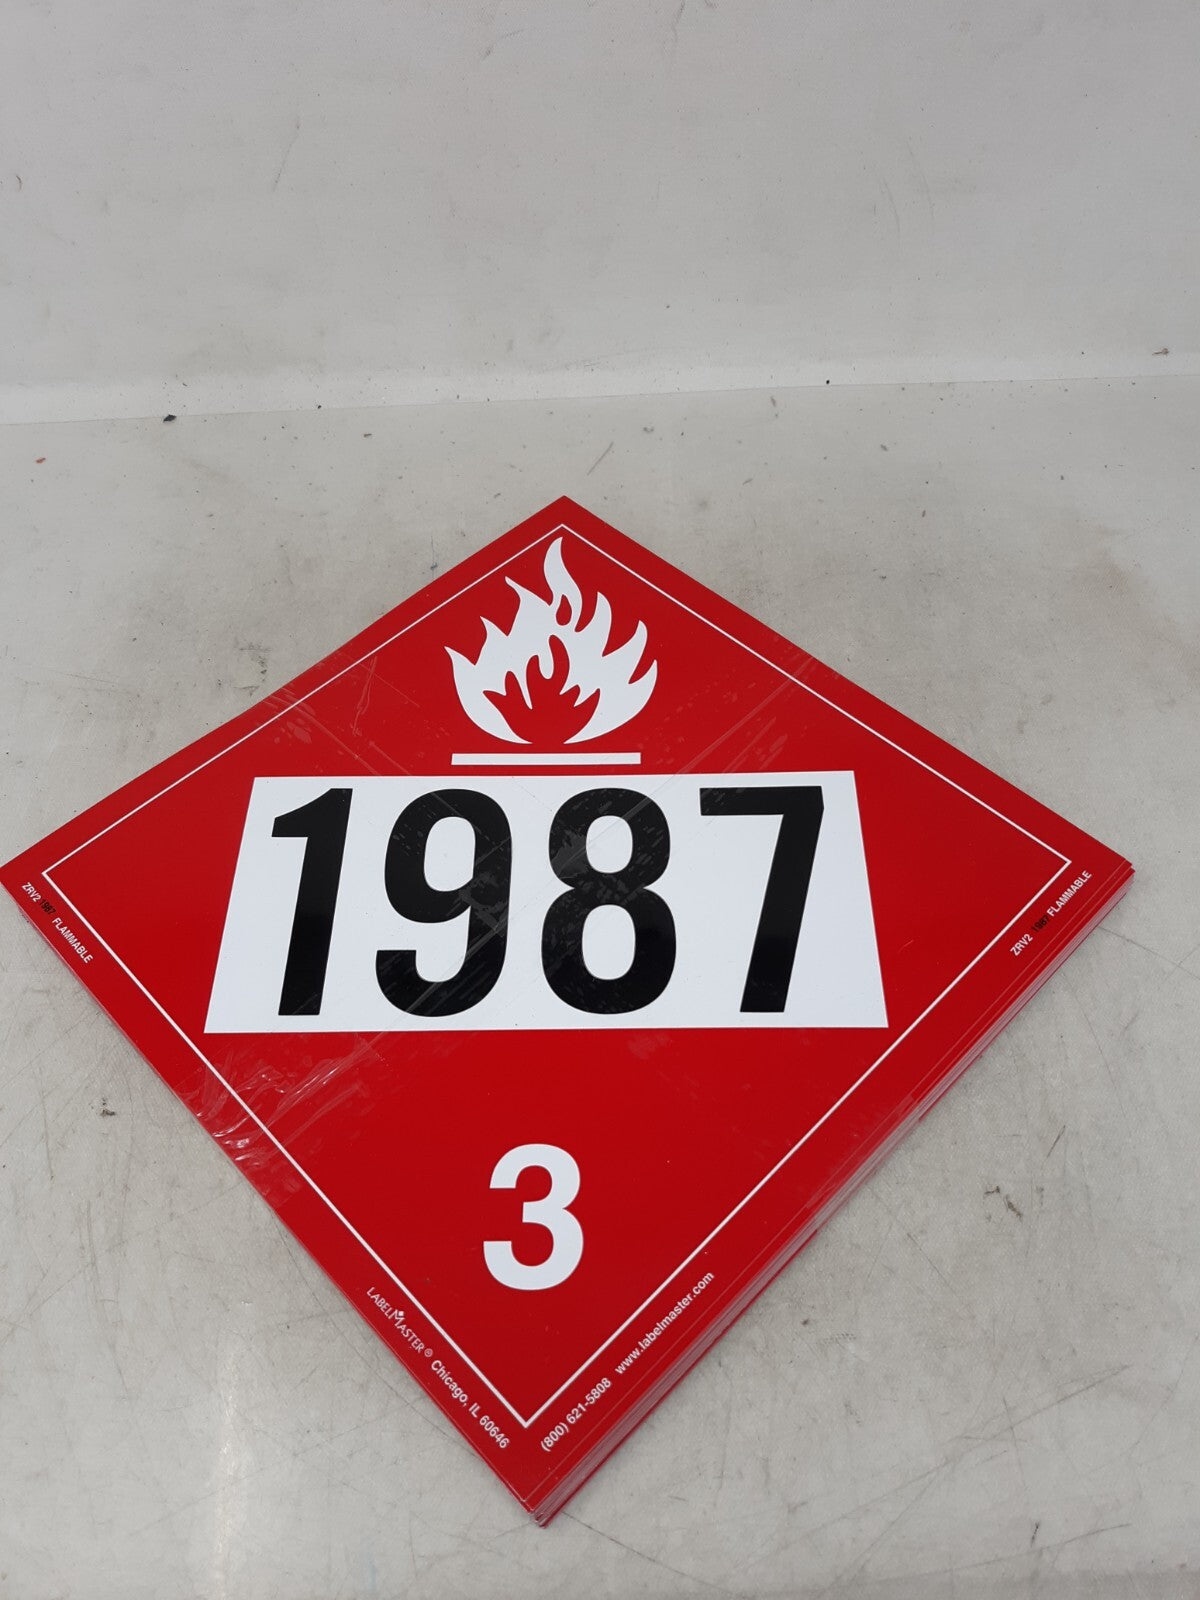 1987
3
ZRV2 1987 FLAMMABLE
ZRV2 1987 FLAMMABLE
LABELMASTER ® Chicago, IL 60646
(800) 621-5808 www.labelmaster.com